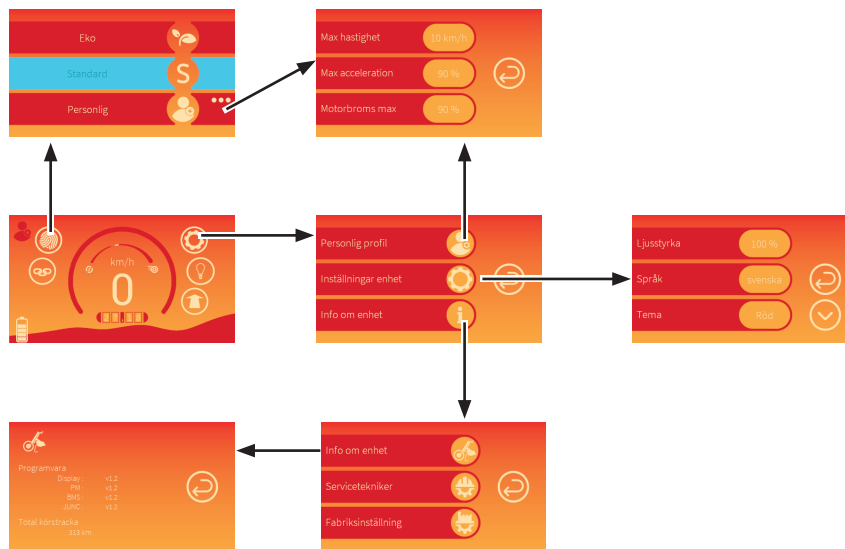 Eko
Standard
S
Personlig
Max hastighet 10 km/h
Max acceleration 90 %
Motorbroms max 90 %
km/h
0
Personlig profil
Inställningar enhet
Info om enhet
i
Ljusstyrka 100 %
Språk svenska
Tema Röd
Programvara
Display : v1.2
PM : v1.2
BMS : v1.2
JUNC : v1.2
Total körsträcka
313 km
Info om enhet
Servicetekniker
Fabriksinställning